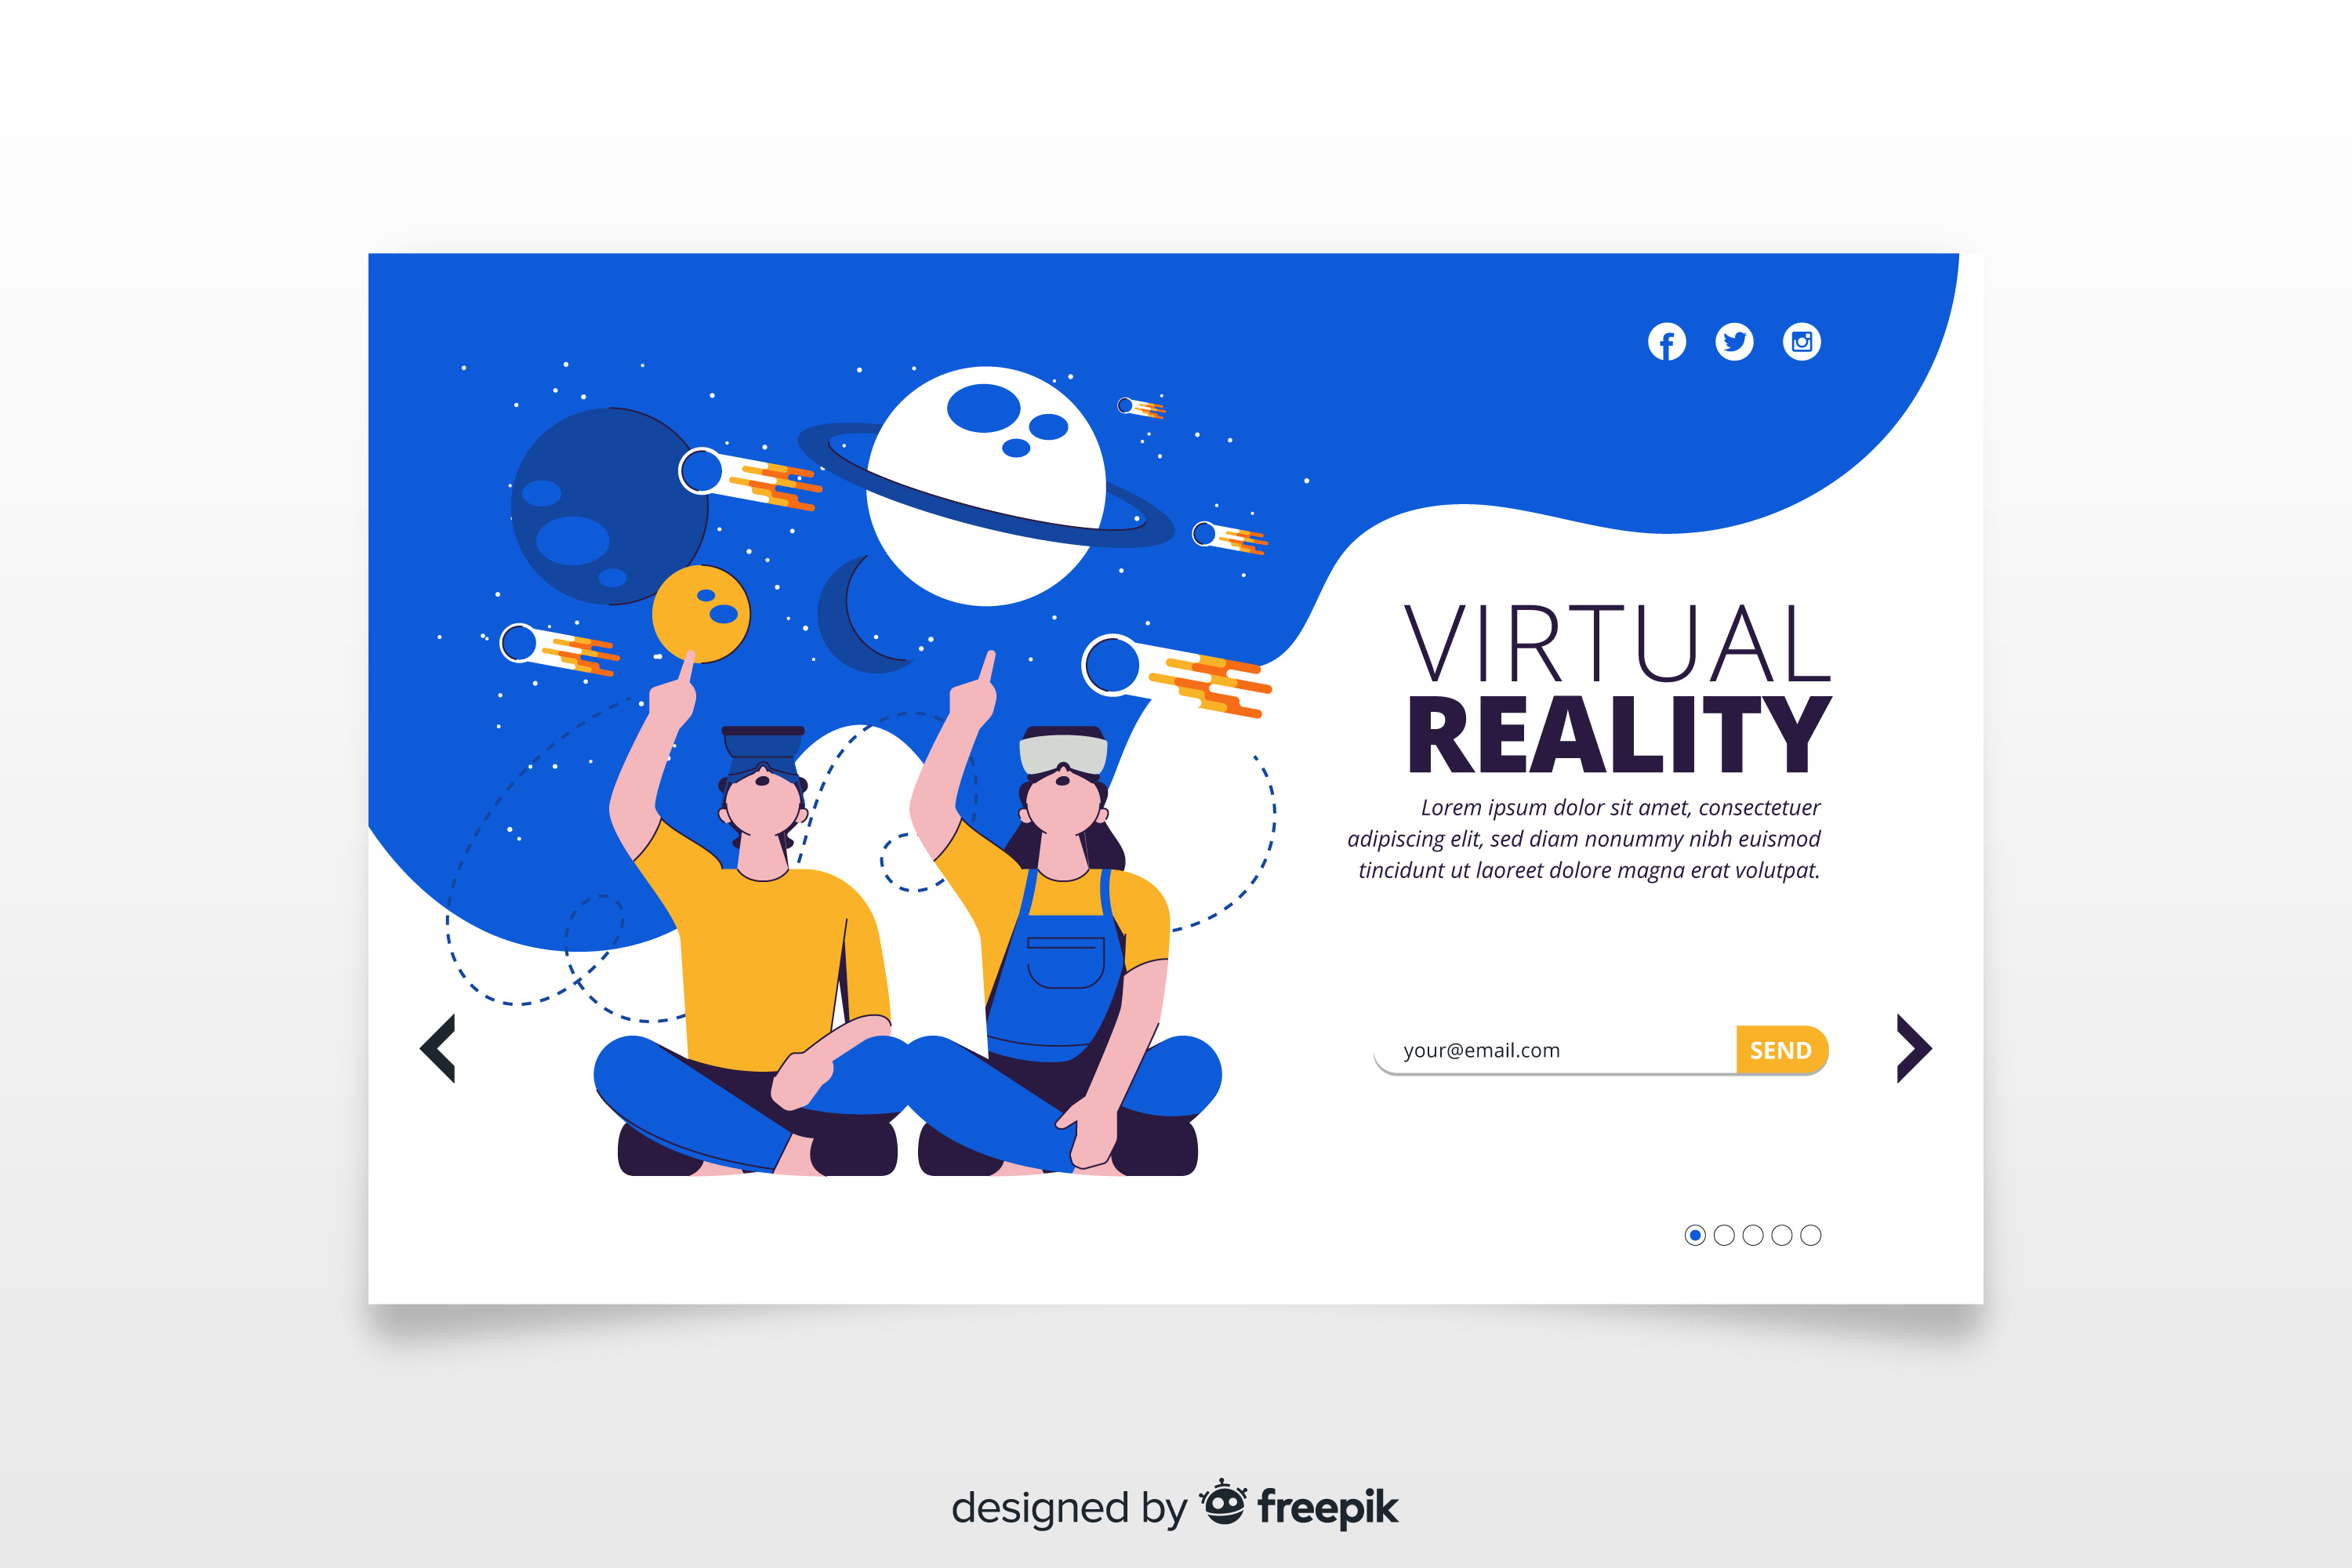 VIRTUAL
REALITY
Lorem ipsum dolor sit amet, consectetuer
adipiscing elit, sed diam nonummy nibh euismod
tincidunt ut laoreet dolore magna erat volutpat.
your@email.com SEND
designed by freepik